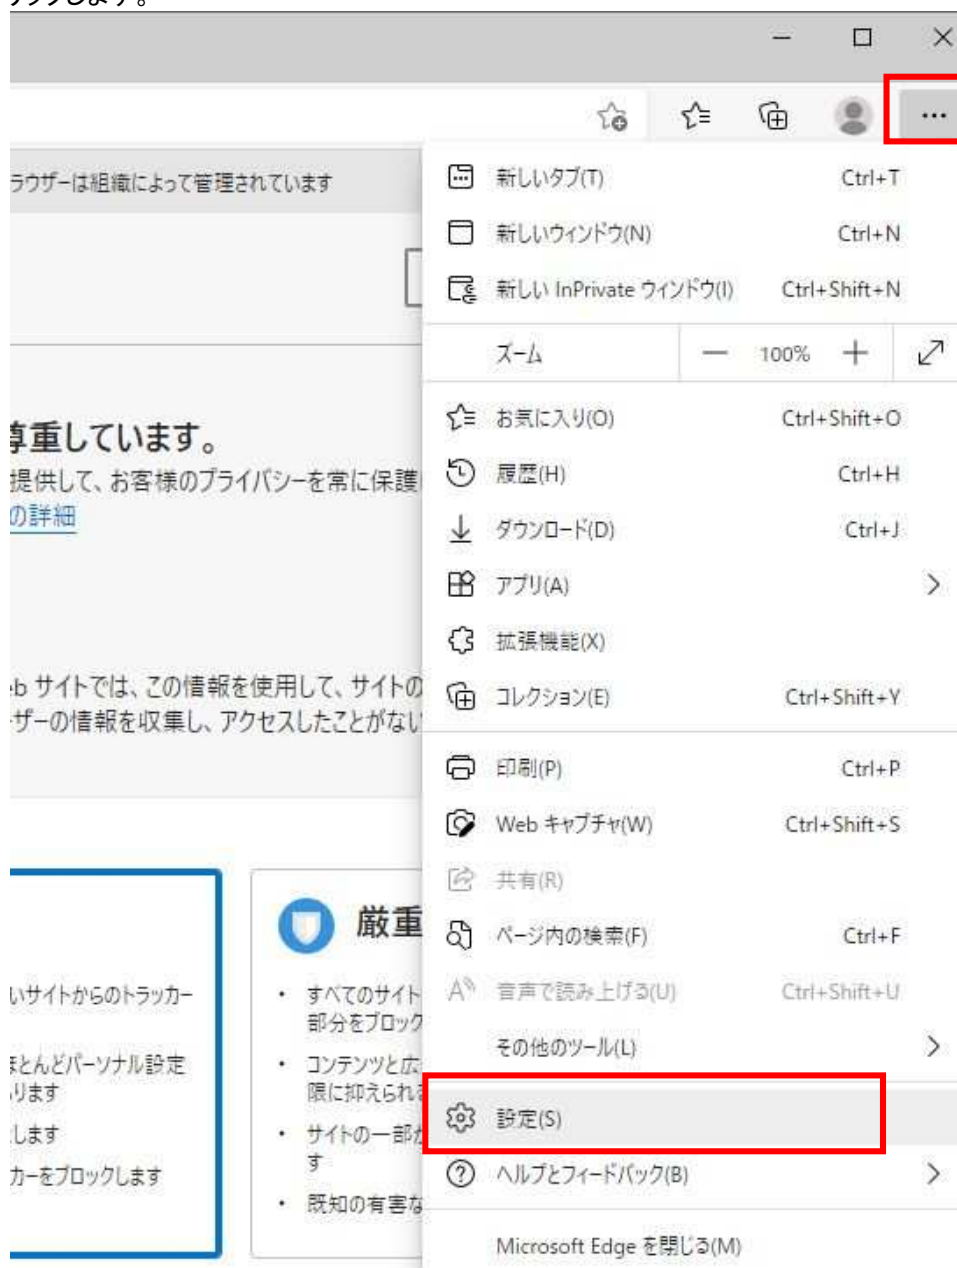 リックします。
ラウザーは組織によって管理されています
尊重しています。
提供して、お客様のプライバシーを常に保護
の詳細
eb サイトでは、この情報を使用して、サイトの
ーザーの情報を収集し、アクセスしたことがない
いサイトからのトラッカー
ほとんどパーソナル設定
ります
します
カーをブロックします
厳重
• すべてのサイト
部分をブロック
• コンテンツと広
限に抑えられ
• サイトの一部が
す
• 既知の有害な
新しいタブ(T) Ctrl+T
新しいウィンドウ(N) Ctrl+N
新しい InPrivate ウィンドウ(I) Ctrl+Shift+N
ズーム — 100% +
お気に入り(O) Ctrl+Shift+O
履歴(H) Ctrl+H
ダウンロード(D) Ctrl+J
アプリ(A)
拡張機能(X)
コレクション(E) Ctrl+Shift+Y
印刷(P) Ctrl+P
Web キャプチャ(W) Ctrl+Shift+S
共有(R)
ページ内の検索(F) Ctrl+F
音声で読み上げる(U) Ctrl+Shift+U
その他のツール(L)
設定(S)
ヘルプとフィードバック(B)
Microsoft Edge を閉じる(M)